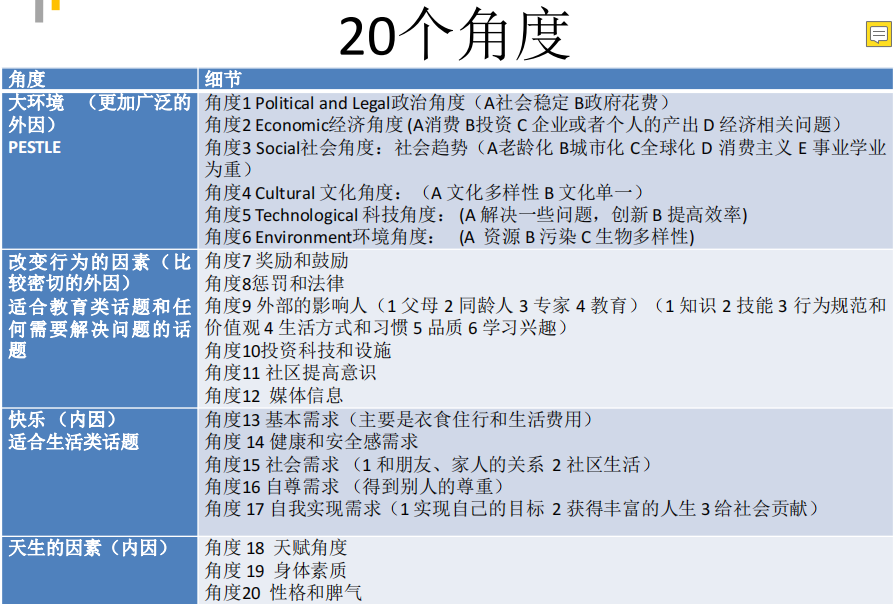 20个角度
角度
细节
大环境 （更加广泛的
外因）
PESTLE
角度1 Political and Legal政治角度（A社会稳定 B政府花费）
角度2 Economic经济角度 (A消费 B投资 C 企业或者个人的产出 D 经济相关问题）
角度3 Social社会角度：社会趋势（A老龄化 B城市化 C全球化 D 消费主义 E 事业学业
为重）
角度4 Cultural 文化角度：（A 文化多样性 B 文化单一）
角度5 Technological 科技角度： (A 解决一些问题，创新 B 提高效率)
角度6 Environment环境角度： (A 资源 B 污染 C 生物多样性)
改变行为的因素（比
较密切的外因）
适合教育类话题和任
何需要解决问题的话
题
角度7 奖励和鼓励
角度8惩罚和法律
角度9 外部的影响人（1 父母 2 同龄人 3 专家 4 教育）（1 知识 2 技能 3 行为规范和
价值观 4 生活方式和习惯 5 品质 6 学习兴趣）
角度10投资科技和设施
角度11 社区提高意识
角度12 媒体信息
快乐 （内因）
适合生活类话题
角度13 基本需求（主要是衣食住行和生活费用）
角度 14 健康和安全感需求
角度15 社会需求 （1 和朋友、家人的关系 2 社区生活）
角度16 自尊需求 （得到别人的尊重）
角度 17 自我实现需求（1 实现自己的目标 2 获得丰富的人生 3 给社会贡献）
天生的因素（内因）
角度 18 天赋角度
角度 19 身体素质
角度20 性格和脾气